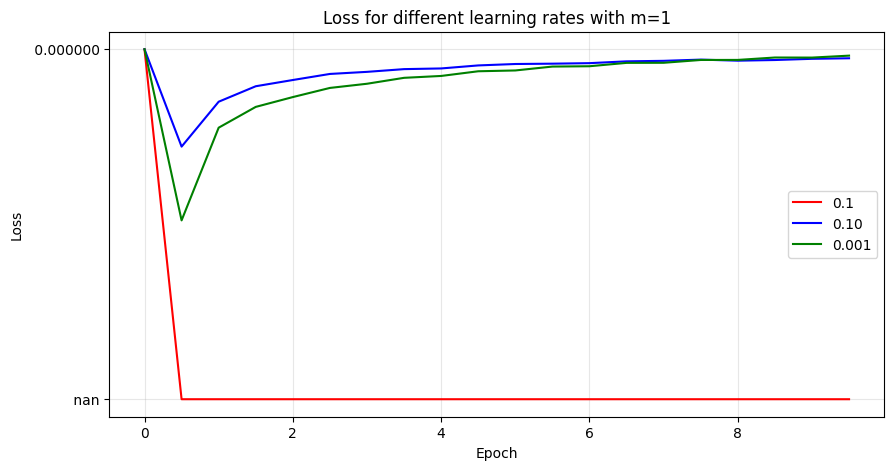 Loss for different learning rates with m=1
0.000000
nan
Loss
0.1
0.10
0.001
0 2 4 6 8
Epoch